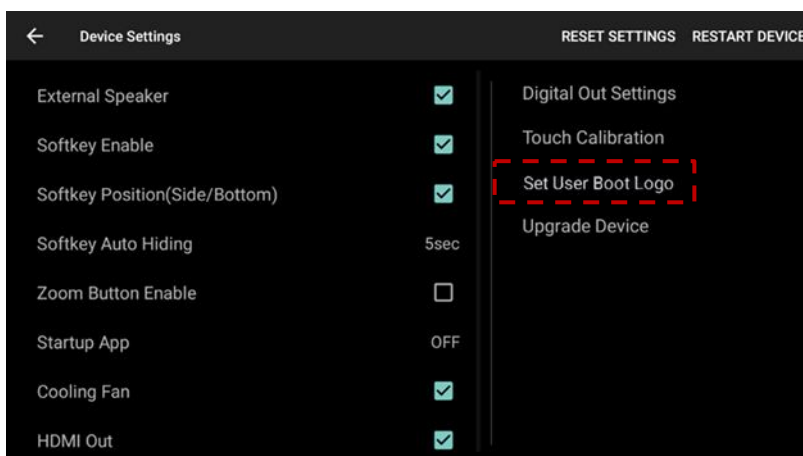 Device Settings
RESET SETTINGS
RESTART DEVICE
External Speaker
Softkey Enable
Softkey Position(Side/Bottom)
Softkey Auto Hiding
5sec
Zoom Button Enable
Startup App
OFF
Cooling Fan
HDMI Out
Digital Out Settings
Touch Calibration
Set User Boot Logo
Upgrade Device